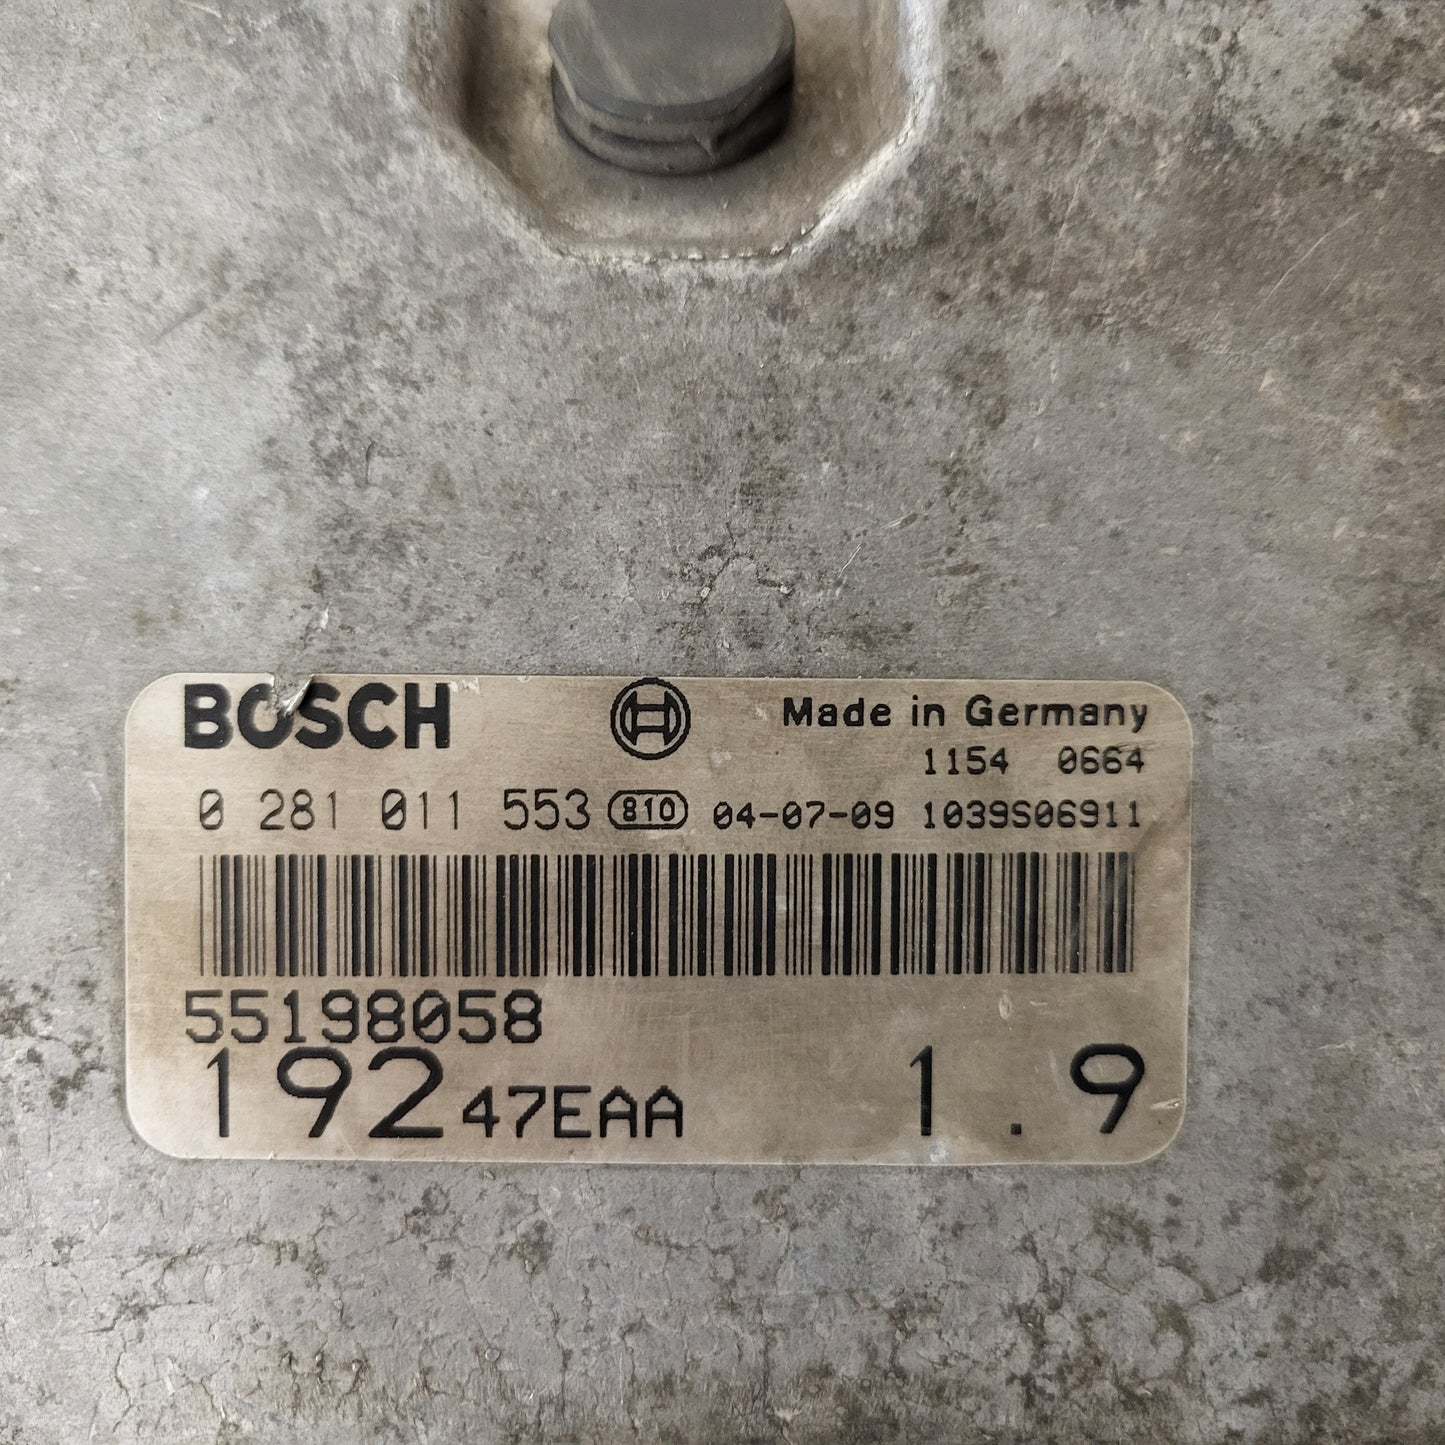 BOSCH Made in Germany
1154 0664
0 281 011 553 810 04-07-09 1039S06911
55198058
192 47EAA 1.9